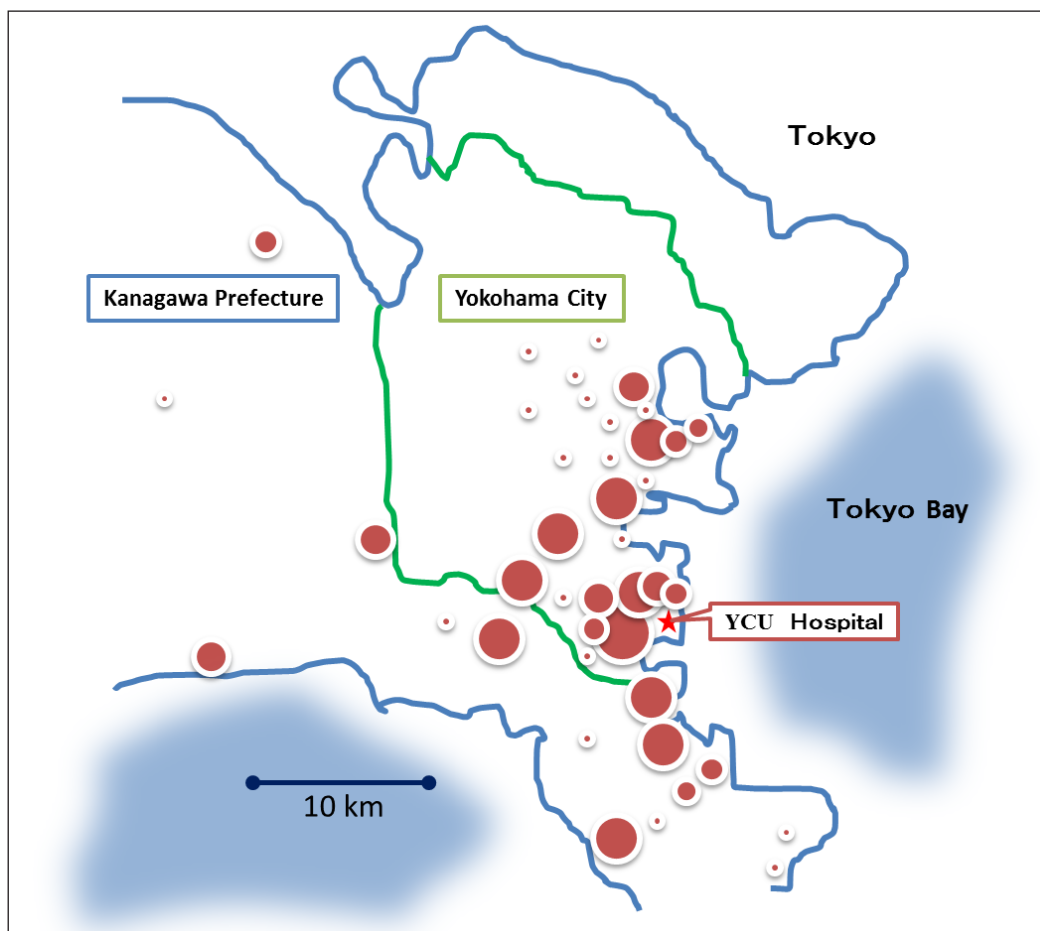 Tokyo
Kanagawa Prefecture
Yokohama City
Tokyo Bay
YCU Hospital
10 km